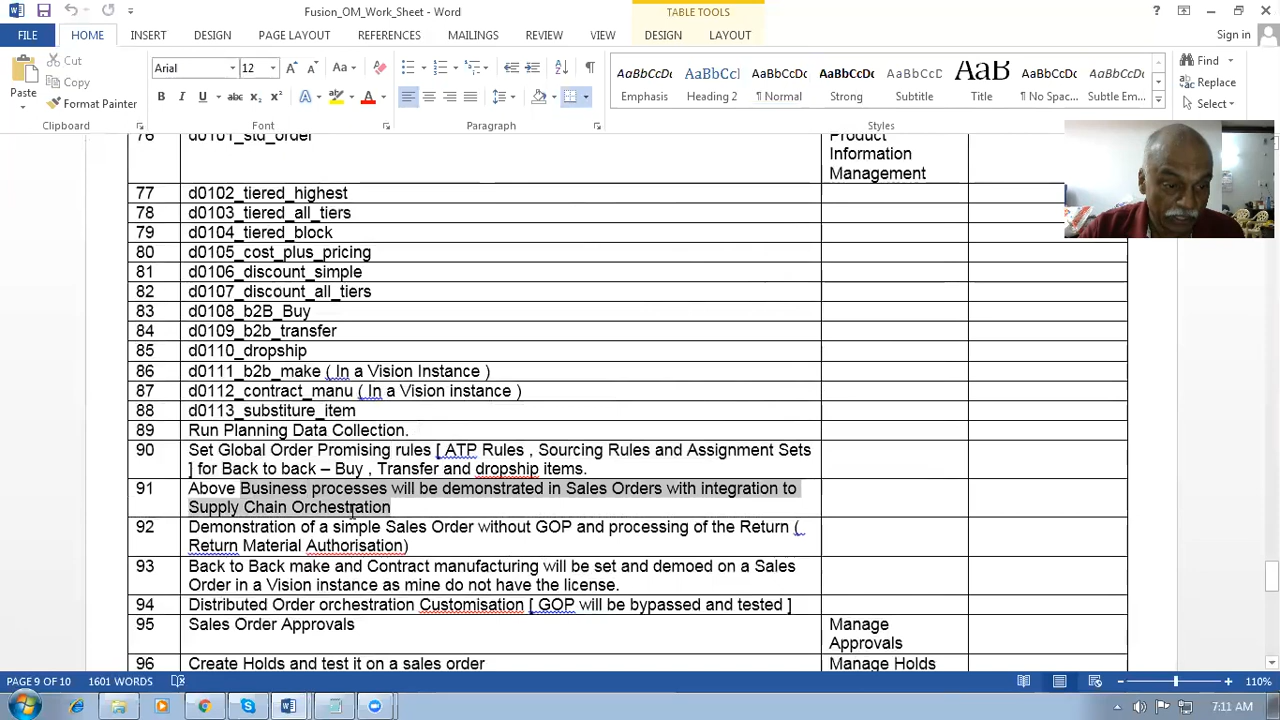 Fusion_OM_Work_Sheet - Word
TABLE TOOLS
?
FILE
HOME
INSERT
DESIGN
PAGE LAYOUT
REFERENCES
MAILINGS
REVIEW
VIEW
DESIGN
LAYOUT
Sign in
Paste
Cut
Copy
Format Painter
Clipboard
Arial
12
Font
Paragraph
AaBbCcDc
Emphasis
AaBbCcI
Heading 2
AaBbCcDc
¶ Normal
AaBbCcDc
Strong
AaBbCcDc
Subtitle
AaB
Title
AaBbCcDc
¶ No Spac...
AaBbCcDc
Subtle Em...
Styles
Find
Replace
Select
76 d0101_std_order Product
Information
Management
77 d0102_tiered_highest
78 d0103_tiered_all_tiers
79 d0104_tiered_block
80 d0105_cost_plus_pricing
81 d0106_discount_simple
82 d0107_discount_all_tiers
83 d0108_b2B_Buy
84 d0109_b2b_transfer
85 d0110_dropship
86 d0111_b2b_make ( In a Vision Instance )
87 d0112_contract_manu ( In a Vision instance )
88 d0113_substiture_item
89 Run Planning Data Collection.
90 Set Global Order Promising rules [ ATP Rules , Sourcing Rules and Assignment Sets
] for Back to back – Buy , Transfer and dropship items.
91 Above Business processes will be demonstrated in Sales Orders with integration to
Supply Chain Orchestration
92 Demonstration of a simple Sales Order without GOP and processing of the Return (
Return Material Authorisation)
93 Back to Back make and Contract manufacturing will be set and demoed on a Sales
Order in a Vision instance as mine do not have the license.
94 Distributed Order orchestration Customisation [ GOP will be bypassed and tested ]
95 Sales Order Approvals Manage
Approvals
96 Create Holds and test it on a sales order Manage Holds
PAGE 9 OF 10
1601 WORDS
110%
7:11 AM